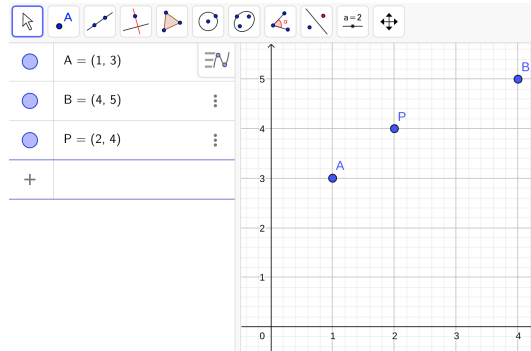 A
α
a=2
A = (1, 3)
B = (4, 5)
P = (2, 4)
+
5
B
4
P
3
A
2
1
0 1 2 3 4